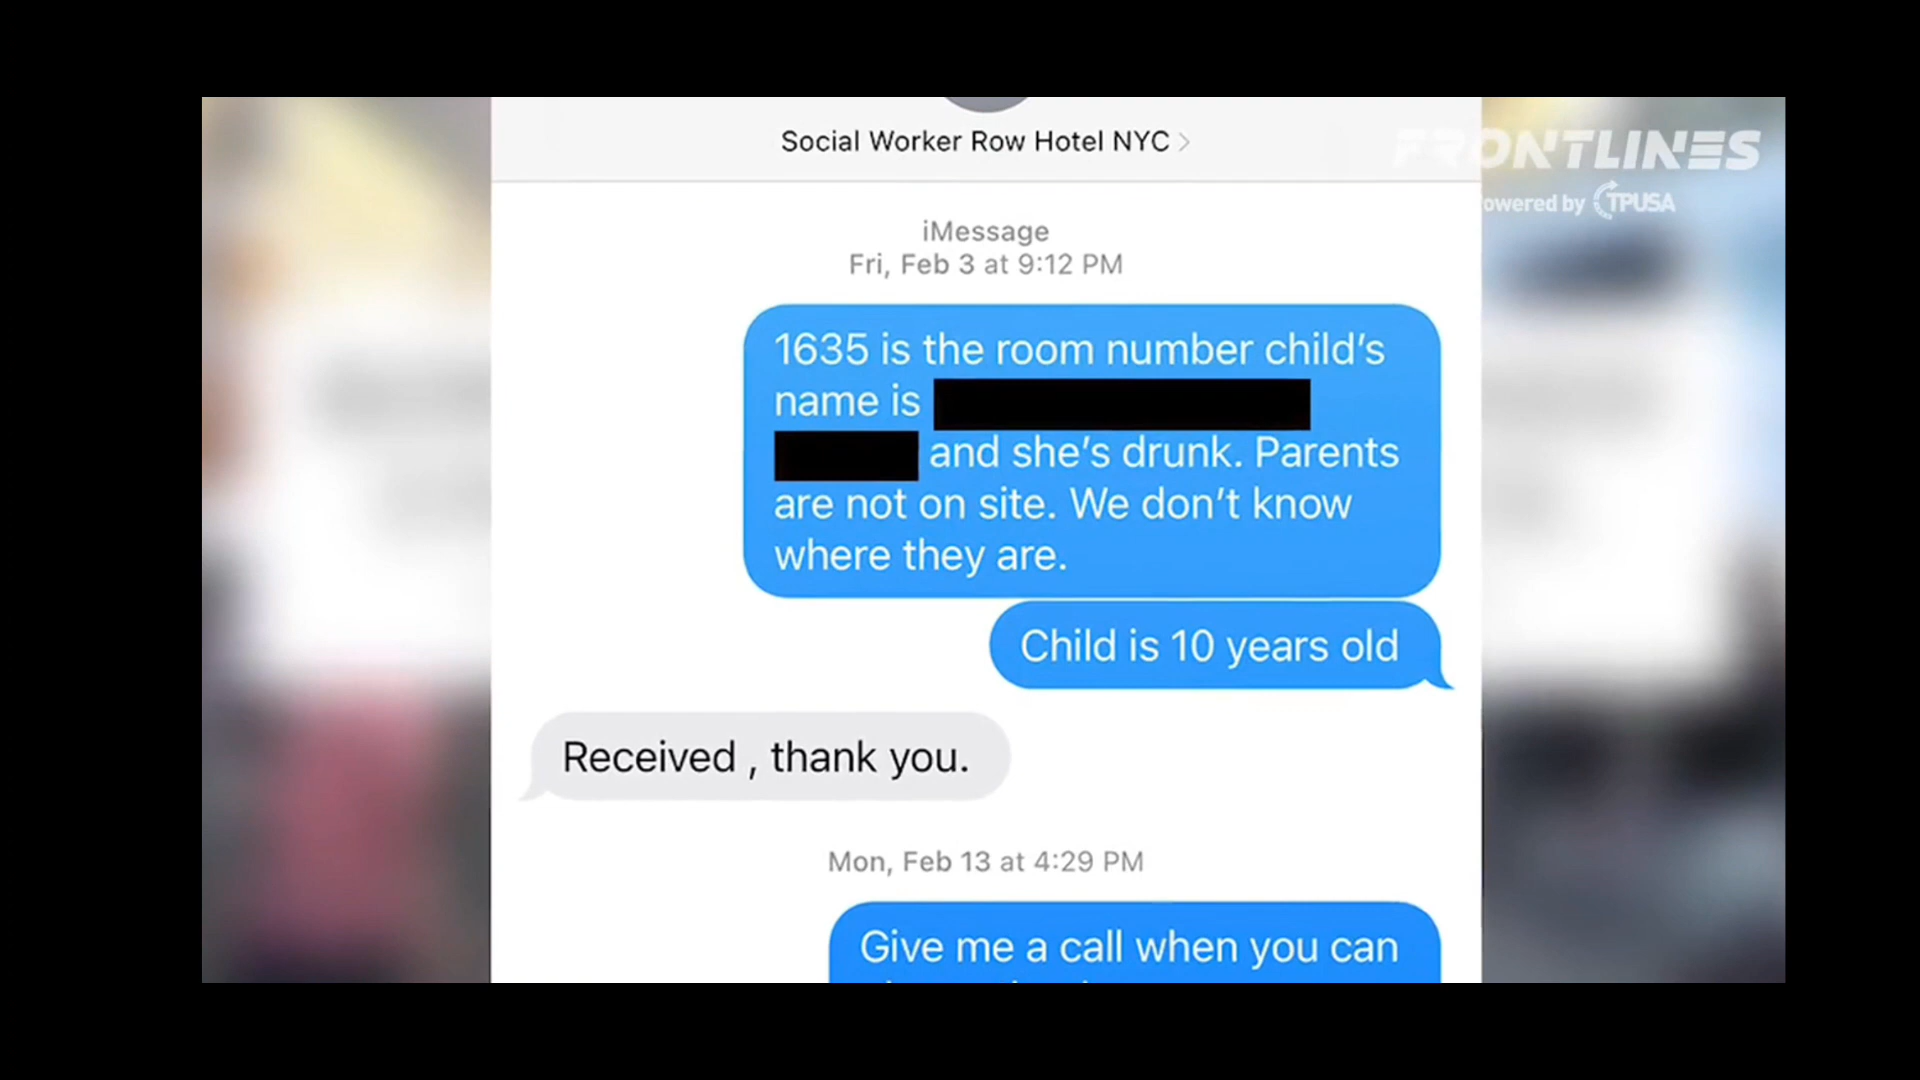 Social Worker Row Hotel NYC
FRONTLINES
owered by TPUSA
iMessage
Fri, Feb 3 at 9:12 PM
1635 is the room number child's
name is
and she's drunk. Parents
are not on site. We don't know
where they are.
Child is 10 years old
Received , thank you.
Mon, Feb 13 at 4:29 PM
Give me a call when you can